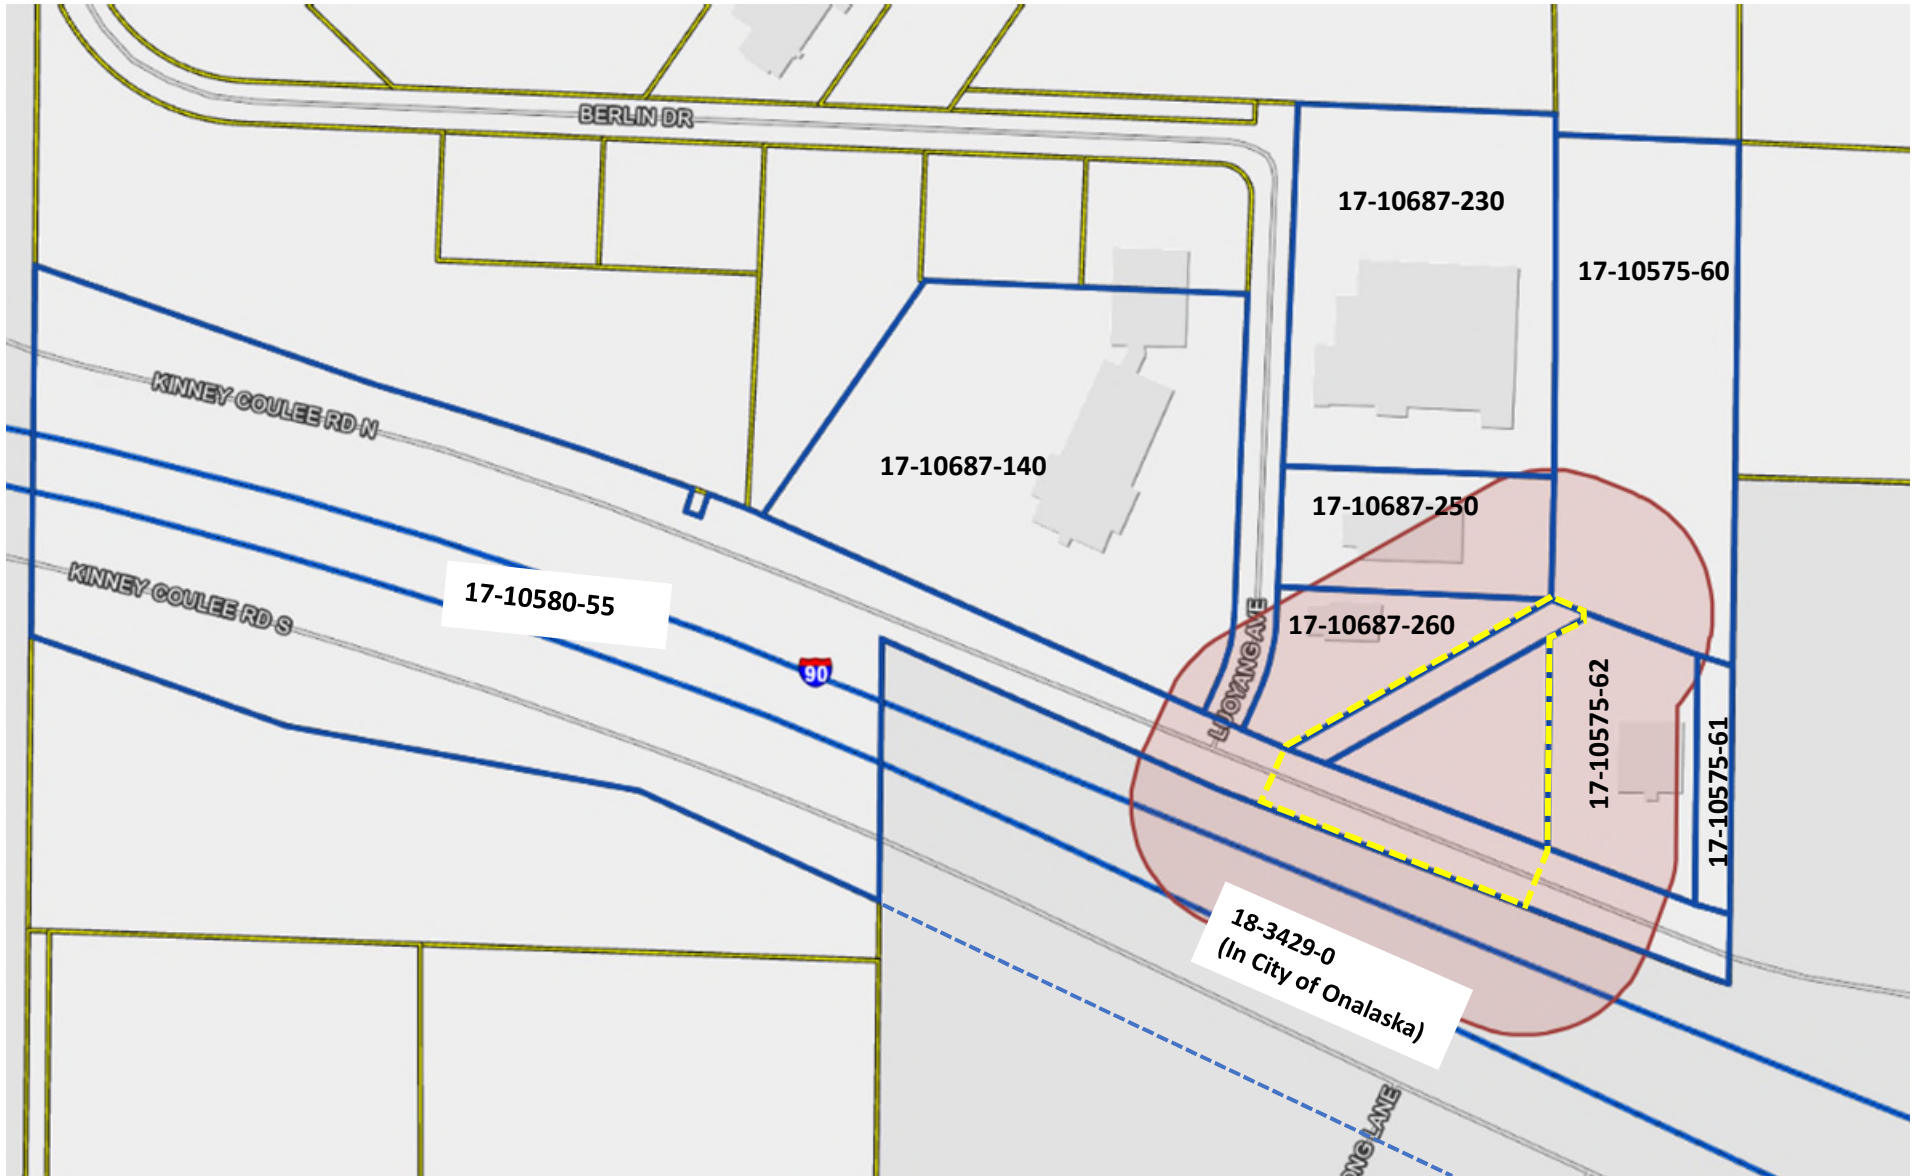 BERLIN DR
17-10687-230
17-10575-60
KINNEY COULEE RD N
17-10687-140
17-10687-250
KINNEY COULEE RD S
17-10580-55
17-10687-260
90
LUOYANG AVE
17-10575-62
17-10575-61
18-3429-0
(In City of Onalaska)
ONG LANE